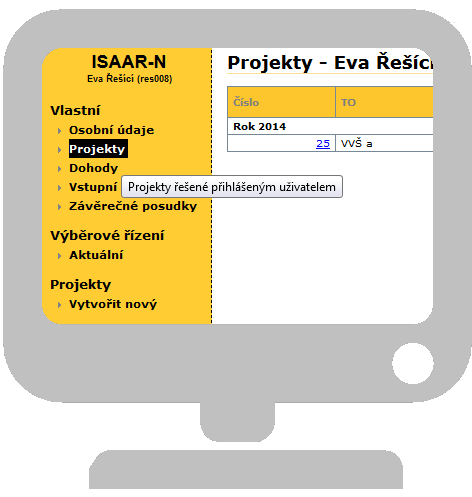 ISAAR-N
Eva Řešící (res008)
Vlastní
Osobní údaje
Projekty
Dohody
Vstupní
Závěrečné posudky
Výběrové řízení
Aktuální
Projekty
Vytvořit nový
Projekty řešené přihlášeným uživatelem
Projekty - Eva Řešící
Číslo TO
Rok 2014
25 VVŠ a